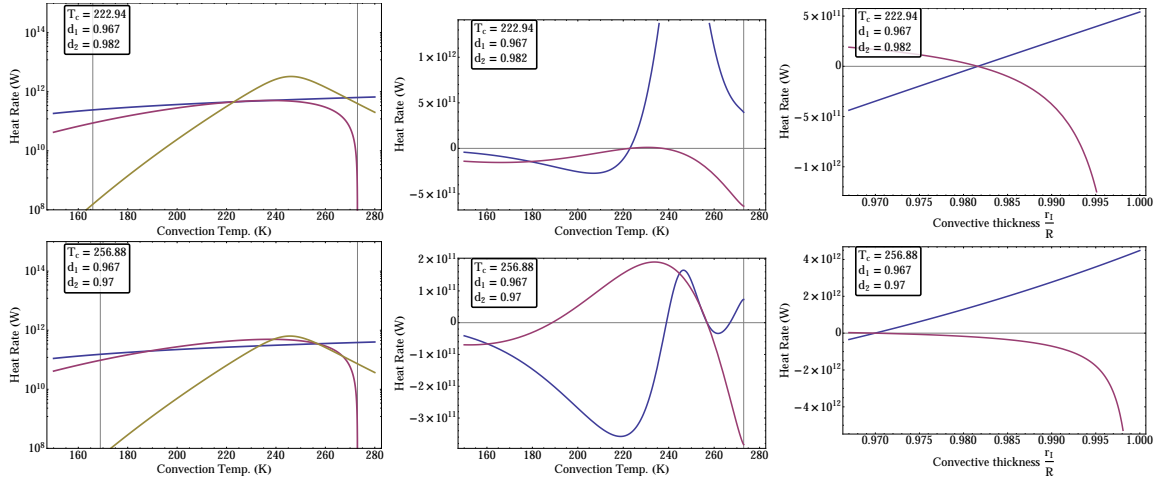 T_c = 222.94
d_1 = 0.967
d_2 = 0.982
Heat Rate (W)
10^14
10^12
10^10
10^8
160 180 200 220 240 260 280
Convection Temp. (K)
T_c = 222.94
d_1 = 0.967
d_2 = 0.982
Heat Rate (W)
1×10^12
5×10^11
0
−5×10^11
160 180 200 220 240 260 280
Convection Temp. (K)
T_c = 222.94
d_1 = 0.967
d_2 = 0.982
Heat Rate (W)
5×10^11
0
−5×10^11
−1×10^12
0.970 0.975 0.980 0.985 0.990 0.995 1.000
Convective thickness r_I/R
T_c = 256.88
d_1 = 0.967
d_2 = 0.97
Heat Rate (W)
10^14
10^12
10^10
10^8
160 180 200 220 240 260 280
Convection Temp. (K)
T_c = 256.88
d_1 = 0.967
d_2 = 0.97
Heat Rate (W)
2×10^11
1×10^11
0
−1×10^11
−2×10^11
−3×10^11
160 180 200 220 240 260 280
Convection Temp. (K)
T_c = 256.88
d_1 = 0.967
d_2 = 0.97
Heat Rate (W)
4×10^12
2×10^12
0
−2×10^12
−4×10^12
0.970 0.975 0.980 0.985 0.990 0.995 1.000
Convective thickness r_I/R